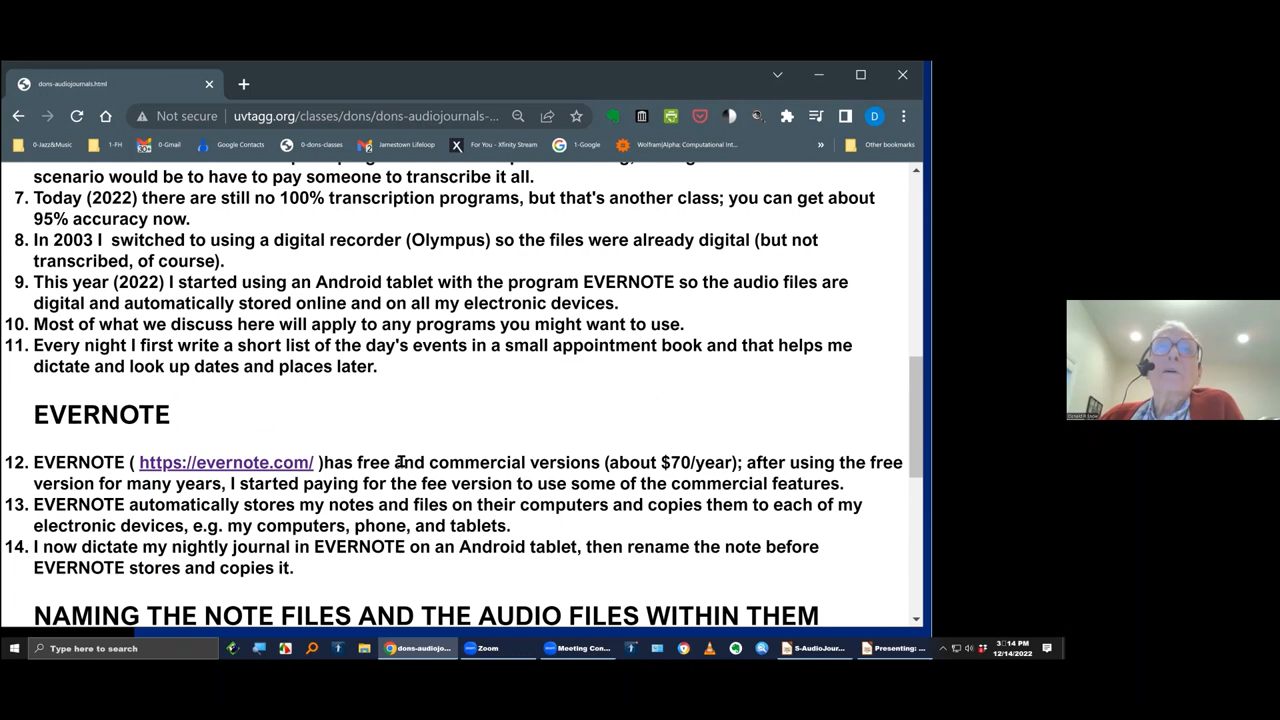 dons-audiojournals.html
Not secure
uvtagg.org/classes/dons/dons-audiojournals-...
D
0-Jazz&Music
1-FH
30+
0-Gmail
Google Contacts
0-dons-classes
Jamestown Lifeloop
X
For You - Xfinity Stream
1-Google
Wolfram|Alpha: Computational Int...
»
Other bookmarks
scenario would be to have to pay someone to transcribe it all.
7. Today (2022) there are still no 100% transcription programs, but that's another class; you can get about
95% accuracy now.
8. In 2003 I switched to using a digital recorder (Olympus) so the files were already digital (but not
transcribed, of course).
9. This year (2022) I started using an Android tablet with the program EVERNOTE so the audio files are
digital and automatically stored online and on all my electronic devices.
10. Most of what we discuss here will apply to any programs you might want to use.
11. Every night I first write a short list of the day's events in a small appointment book and that helps me
dictate and look up dates and places later.
EVERNOTE
12. EVERNOTE ( https://evernote.com/ )has free and commercial versions (about $70/year); after using the free
version for many years, I started paying for the fee version to use some of the commercial features.
13. EVERNOTE automatically stores my notes and files on their computers and copies them to each of my
electronic devices, e.g. my computers, phone, and tablets.
14. I now dictate my nightly journal in EVERNOTE on an Android tablet, then rename the note before
EVERNOTE stores and copies it.
NAMING THE NOTE FILES AND THE AUDIO FILES WITHIN THEM
Type here to search
dons-audiojo...
Zoom
Meeting Con...
S-AudioJour...
Presenting: ...
3:14 PM
12/14/2022